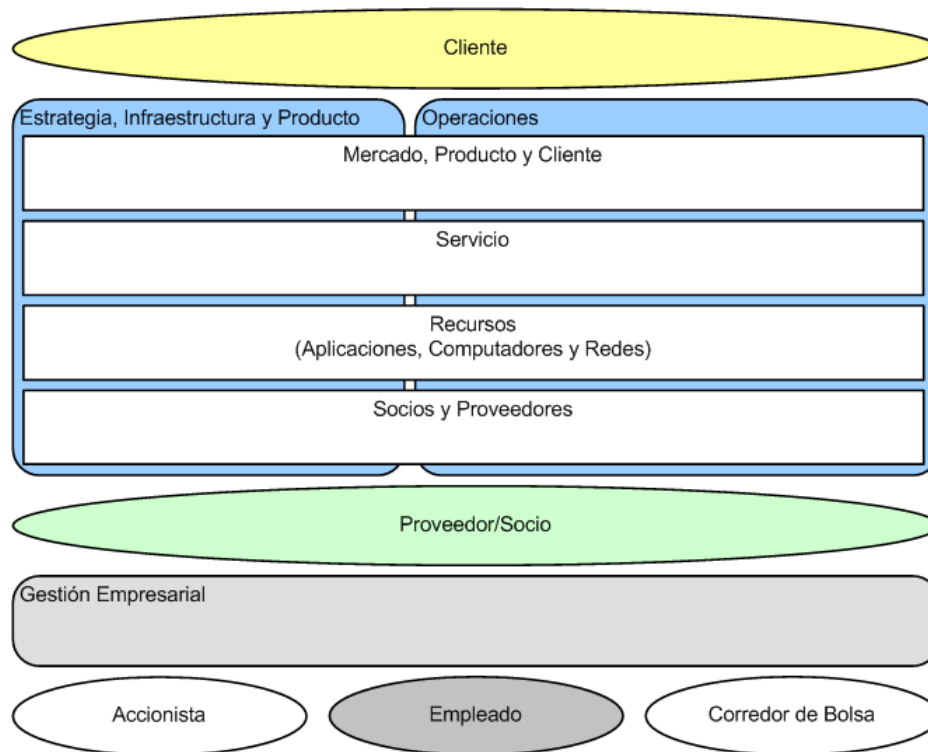 Cliente
Estrategia, Infraestructura y Producto
Operaciones
Mercado, Producto y Cliente
Servicio
Recursos
(Aplicaciones, Computadores y Redes)
Socios y Proveedores
Proveedor/Socio
Gestión Empresarial
Accionista
Empleado
Corredor de Bolsa